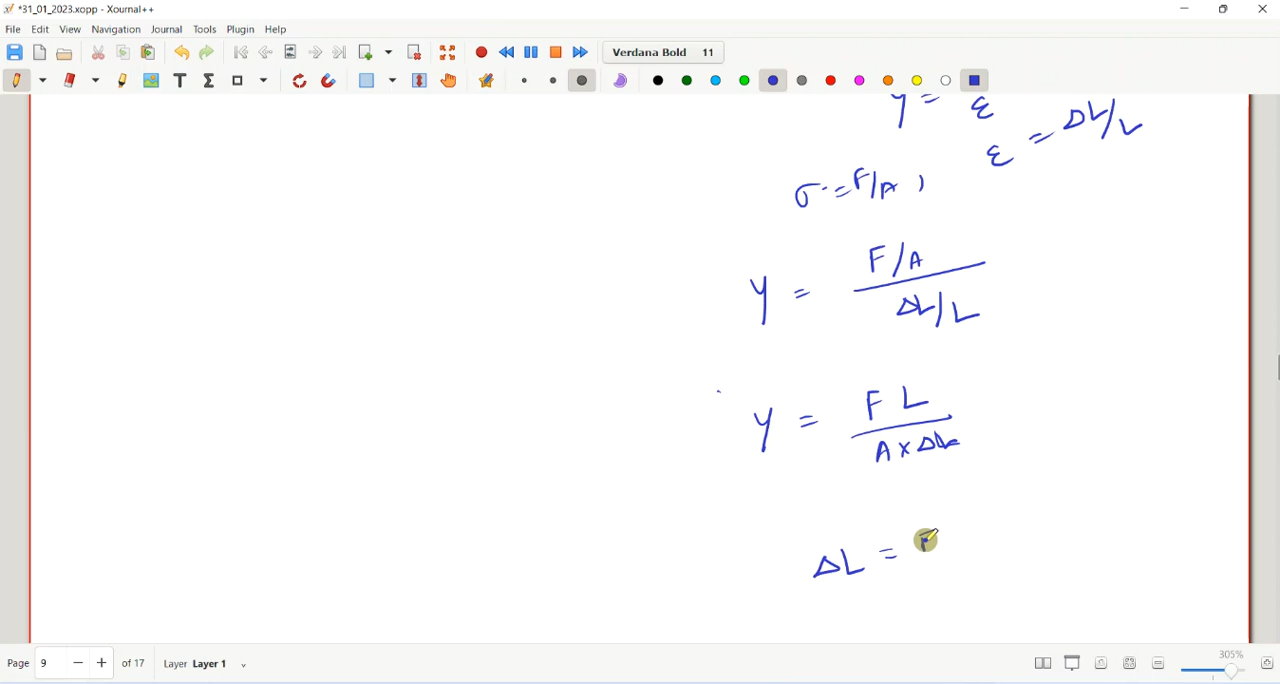 *31_01_2023.xopp - Xournal++
File Edit View Navigation Journal Tools Plugin Help
Verdana Bold 11
Y = ε
ε = ΔL/L
σ = F/A ,
Y = F/A
ΔL/L
Y = F L
A × ΔL
ΔL = F
Page 9 of 17 Layer Layer 1 305%